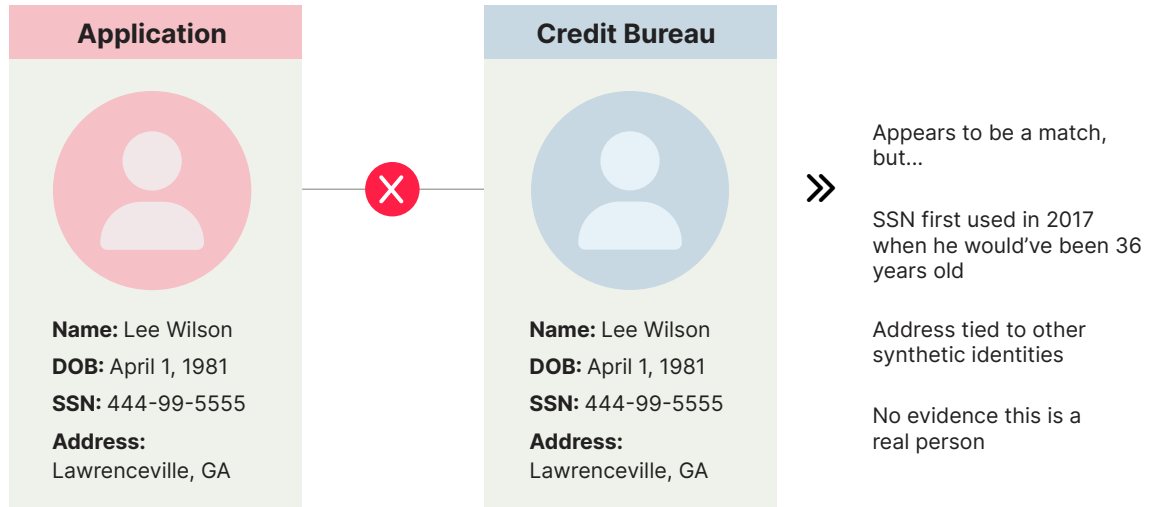 Application
Name: Lee Wilson
DOB: April 1, 1981
SSN: 444-99-5555
Address:
Lawrenceville, GA
Credit Bureau
Name: Lee Wilson
DOB: April 1, 1981
SSN: 444-99-5555
Address:
Lawrenceville, GA
Appears to be a match,
but...
SSN first used in 2017
when he would’ve been 36
years old
Address tied to other
synthetic identities
No evidence this is a
real person